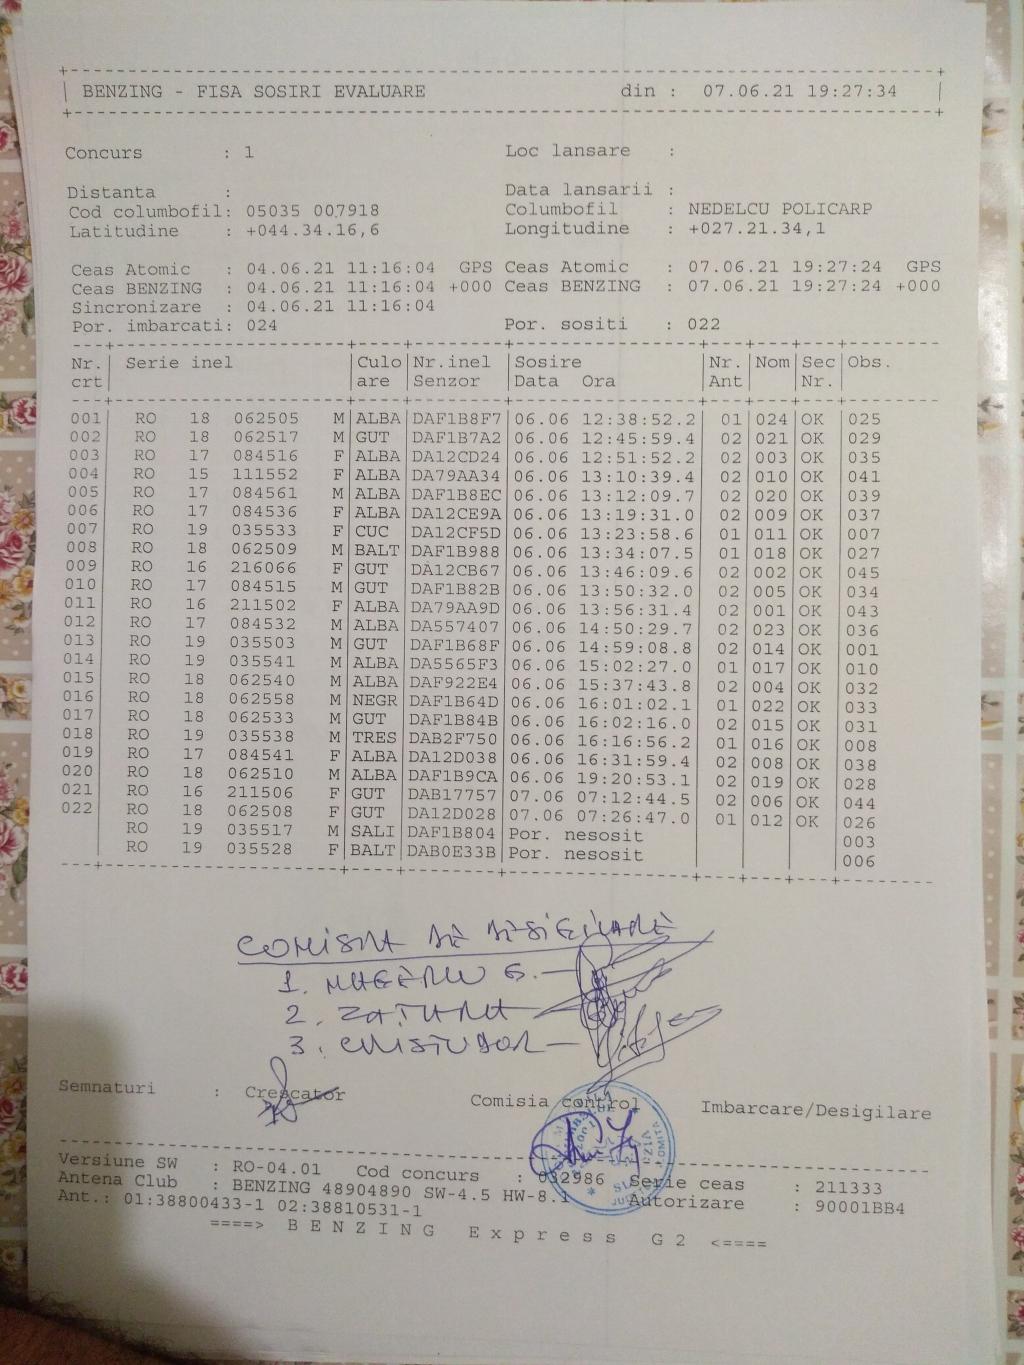 BENZING - FISA SOSIRI EVALUARE din : 07.06.21 19:27:34
Concurs : 1 Loc lansare :
Distanta : Data lansarii :
Cod columbofil: 05035 007918 Columbofil : NEDELCU POLICARP
Latitudine : +044.34.16,6 Longitudine : +027.21.34,1
Ceas Atomic : 04.06.21 11:16:04 GPS Ceas Atomic : 07.06.21 19:27:24 GPS
Ceas BENZING : 04.06.21 11:16:04 +000 Ceas BENZING : 07.06.21 19:27:24 +000
Sincronizare : 04.06.21 11:16:04
Por. imbarcati: 024 Por. sositi : 022
Nr. Serie inel Culo Nr.inel Sosire Nr. Nom Sec Obs.
crt are Senzor Data Ora Ant Nr.
001 RO 18 062505 M ALBA DAF1B8F7 06.06 12:38:52.2 01 024 OK 025
002 RO 18 062517 M GUT DAF1B7A2 06.06 12:45:59.4 02 021 OK 029
003 RO 17 084516 F ALBA DA12CD24 06.06 12:51:52.2 02 003 OK 035
004 RO 15 111552 F ALBA DA79AA34 06.06 13:10:39.4 02 010 OK 041
005 RO 17 084561 M ALBA DAF1B8EC 06.06 13:12:09.7 02 020 OK 039
006 RO 17 084536 F ALBA DA12CE9A 06.06 13:19:31.0 02 009 OK 037
007 RO 19 035533 F CUC DA12CF5D 06.06 13:23:58.6 01 011 OK 007
008 RO 18 062509 M BALT DAF1B988 06.06 13:34:07.5 01 018 OK 027
009 RO 16 216066 F GUT DA12CB67 06.06 13:46:09.6 02 002 OK 045
010 RO 17 084515 M GUT DAF1B82B 06.06 13:50:32.0 02 005 OK 034
011 RO 16 211502 F ALBA DA79AA9D 06.06 13:56:31.4 02 001 OK 043
012 RO 17 084532 M ALBA DA557407 06.06 14:50:29.7 02 023 OK 036
013 RO 19 035503 M GUT DAF1B68F 06.06 14:59:08.8 02 014 OK 001
014 RO 19 035541 M ALBA DA5565F3 06.06 15:02:27.0 01 017 OK 010
015 RO 18 062540 M ALBA DAF922E4 06.06 15:37:43.8 02 004 OK 032
016 RO 18 062558 M NEGR DAF1B64D 06.06 16:01:02.1 01 022 OK 033
017 RO 18 062533 M GUT DAF1B84B 06.06 16:02:16.0 02 015 OK 031
018 RO 19 035538 M TRES DAB2F750 06.06 16:16:56.2 01 016 OK 008
019 RO 17 084541 F ALBA DA12D038 06.06 16:31:59.4 02 008 OK 038
020 RO 18 062510 M ALBA DAF1B9CA 06.06 19:20:53.1 02 019 OK 028
021 RO 16 211506 F GUT DAB17757 07.06 07:12:44.5 02 006 OK 044
022 RO 18 062508 F GUT DA12D028 07.06 07:26:47.0 01 012 OK 026
RO 19 035517 M SALI DAF1B804 Por. nesosit 003
RO 19 035528 F BALT DAB0E33B Por. nesosit 006
COMISIA DE DESIGILARE
1.
2.
3.
Semnaturi : Crescator Comisia control Imbarcare/Desigilare
Versiune SW : RO-04.01 Cod concurs : 032986 Serie ceas : 211333
Antena Club : BENZING 48904890 SW-4.5 HW-8.1 Autorizare : 90001BB4
Ant.: 01:38800433-1 02:38810531-1
====> B E N Z I N G E x p r e s s G 2 <====